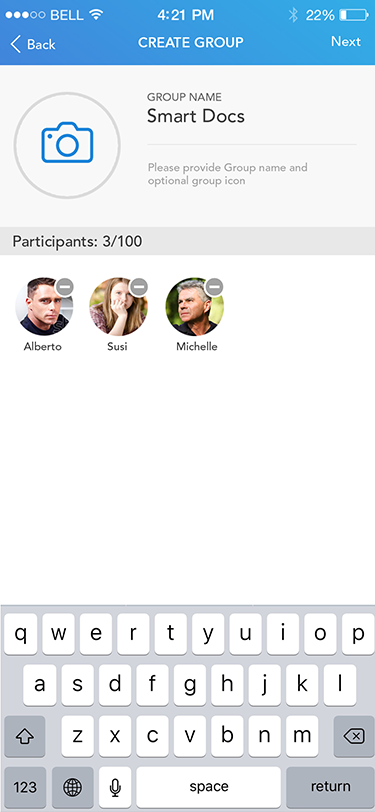 BELL 4:21 PM 22%
Back CREATE GROUP Next
GROUP NAME
Smart Docs
Please provide Group name and
optional group icon
Participants: 3/100
Alberto Susi Michelle
q w e r t y u i o p
a s d f g h j k l
z x c v b n m
123 space return